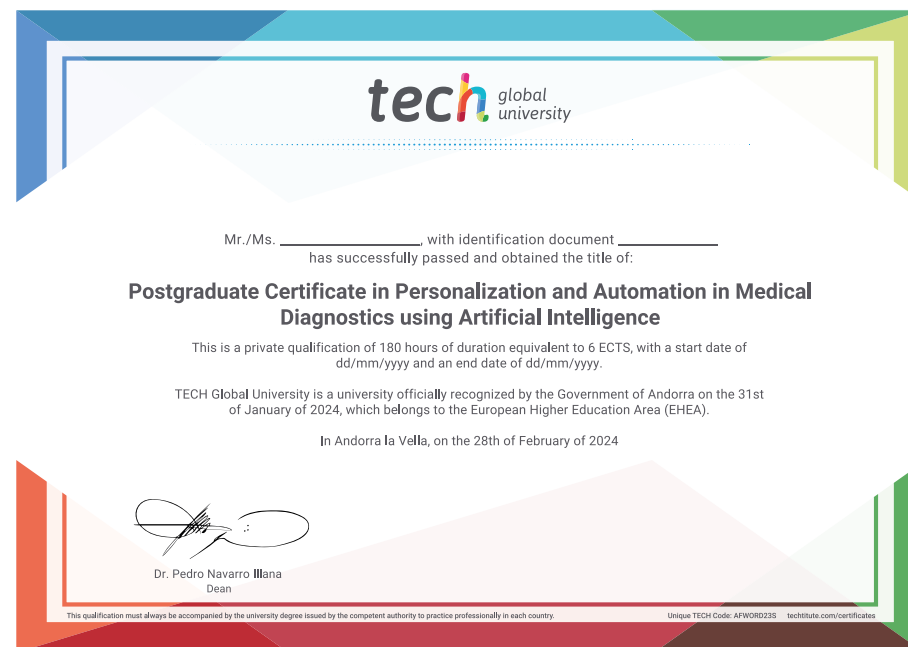 tech global
university
Mr./Ms. ____________________, with identification document ______________
has successfully passed and obtained the title of:
Postgraduate Certificate in Personalization and Automation in Medical
Diagnostics using Artificial Intelligence
This is a private qualification of 180 hours of duration equivalent to 6 ECTS, with a start date of
dd/mm/yyyy and an end date of dd/mm/yyyy.
TECH Global University is a university officially recognized by the Government of Andorra on the 31st
of January of 2024, which belongs to the European Higher Education Area (EHEA).
In Andorra la Vella, on the 28th of February of 2024
Dr. Pedro Navarro Illana
Dean
This qualification must always be accompanied by the university degree issued by the competent authority to practice professionally in each country.
Unique TECH Code: AFWORD23S techtitute.com/certificates